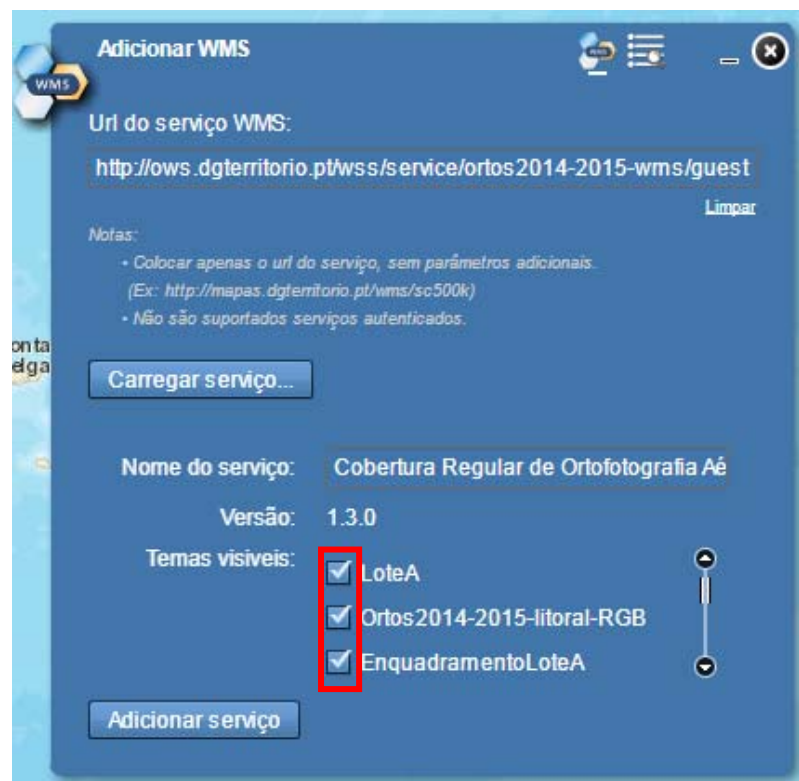 Adicionar WMS
WMS
Url do serviço WMS:
http://ows.dgterritorio.pt/wss/service/ortos2014-2015-wms/guest
Limpar
Notas:
• Colocar apenas o url do serviço, sem parâmetros adicionais.
(Ex: http://mapas.dgterritorio.pt/wms/sc500k)
• Não são suportados serviços autenticados.
onta
elga
Carregar serviço...
Nome do serviço: Cobertura Regular de Ortofotografia Aé
Versão: 1.3.0
Temas visiveis:
LoteA
Ortos2014-2015-litoral-RGB
EnquadramentoLoteA
Adicionar serviço